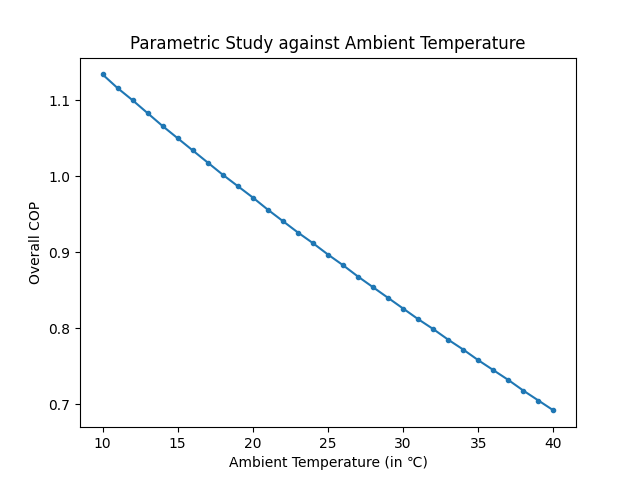 Parametric Study against Ambient Temperature
Overall COP
1.1
1.0
0.9
0.8
0.7
10 15 20 25 30 35 40
Ambient Temperature (in ℃)